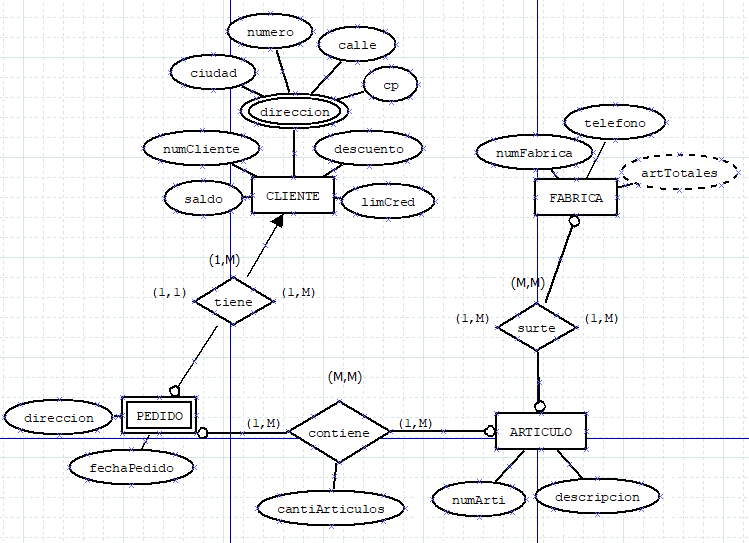 numero
calle
ciudad
cp
direccion
telefono
numCliente
descuento
numFabrica
artTotales
saldo
CLIENTE
limCred
FABRICA
(1,M)
(1,1)
tiene
(1,M)
(M,M)
(1,M)
surte
(1,M)
(M,M)
direccion
PEDIDO
(1,M)
contiene
(1,M)
ARTICULO
fechaPedido
cantiArticulos
numArti
descripcion